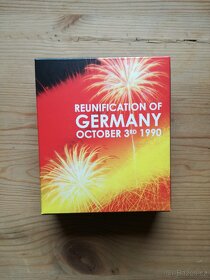 REUNIFICATION OF
GERMANY
OCTOBER 3RD 1990